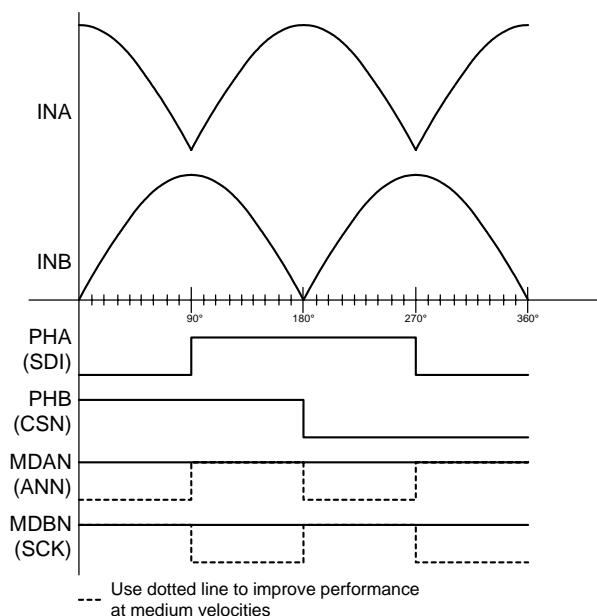 INA
INB
90°
180°
270°
360°
PHA
(SDI)
PHB
(CSN)
MDAN
(ANN)
MDBN
(SCK)
Use dotted line to improve performance
at medium velocities